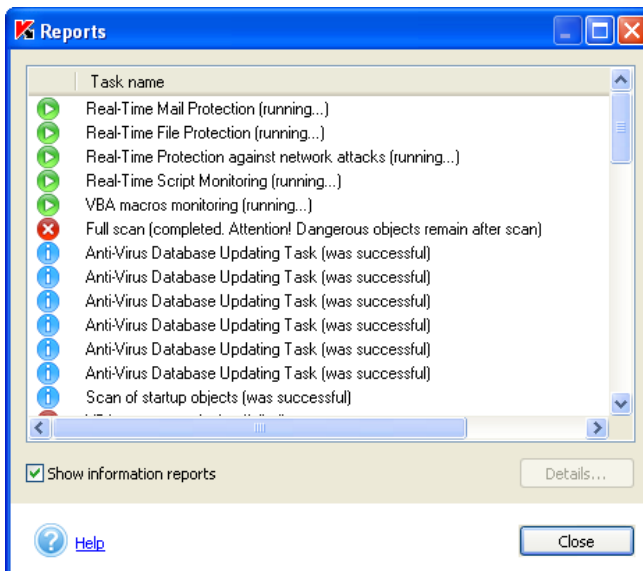 Reports
Task name
Real-Time Mail Protection (running...)
Real-Time File Protection (running...)
Real-Time Protection against network attacks (running...)
Real-Time Script Monitoring (running...)
VBA macros monitoring (running...)
Full scan (completed. Attention! Dangerous objects remain after scan)
Anti-Virus Database Updating Task (was successful)
Anti-Virus Database Updating Task (was successful)
Anti-Virus Database Updating Task (was successful)
Anti-Virus Database Updating Task (was successful)
Anti-Virus Database Updating Task (was successful)
Anti-Virus Database Updating Task (was successful)
Scan of startup objects (was successful)
Show information reports
Details...
Help
Close